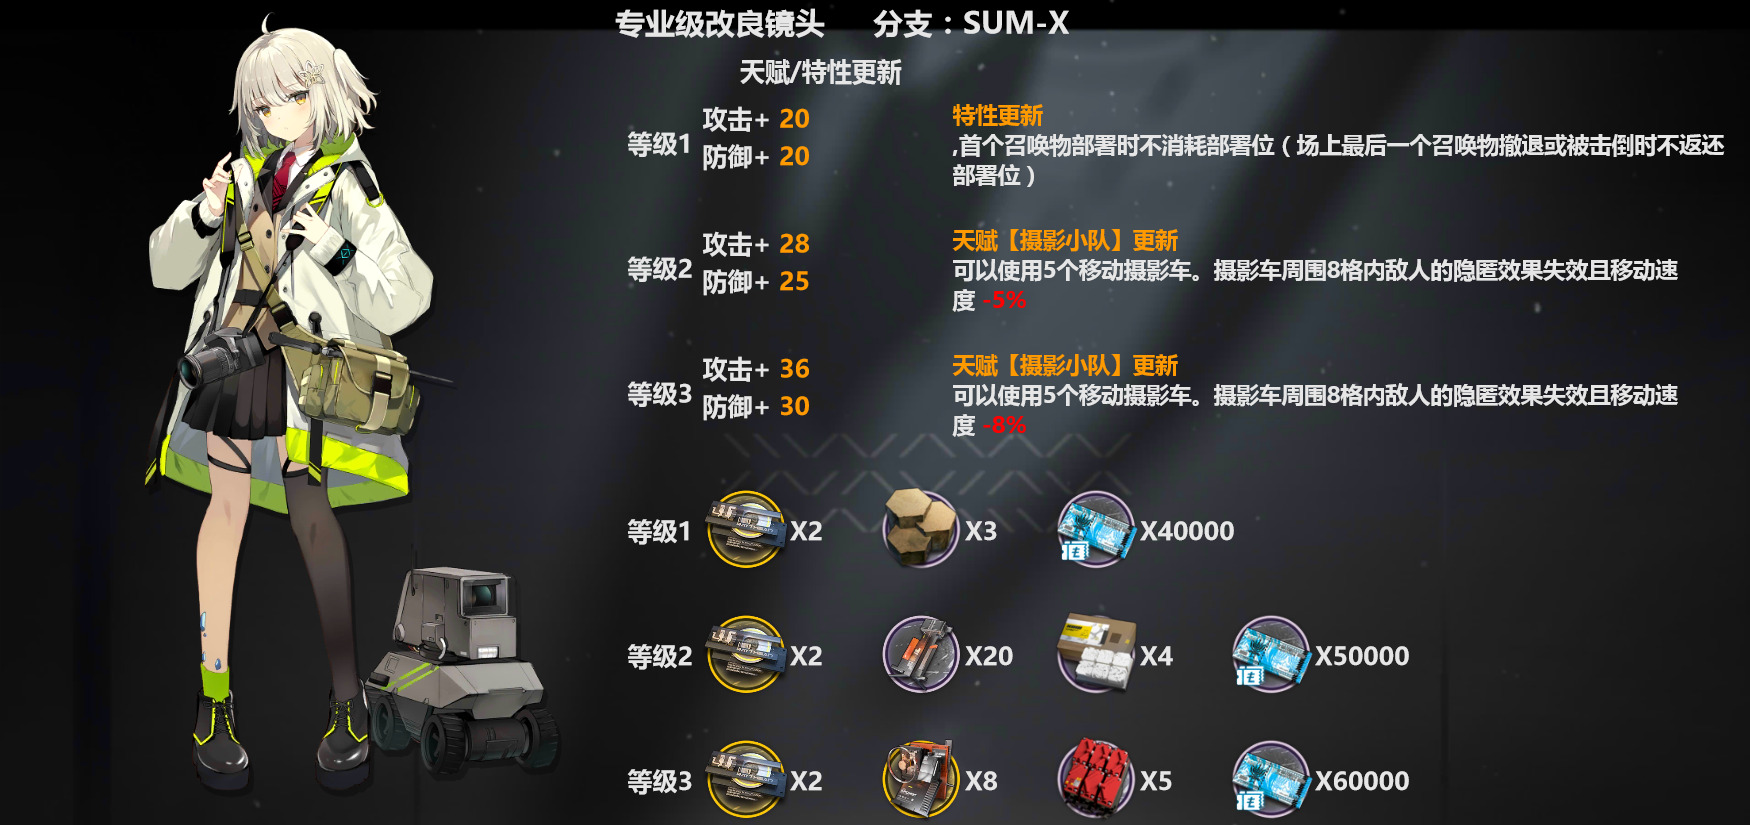 专业级改良镜头 分支：SUM-X
天赋/特性更新
等级1
攻击+ 20
防御+ 20
特性更新
,首个召唤物部署时不消耗部署位（场上最后一个召唤物撤退或被击倒时不返还
部署位）
等级2
攻击+ 28
防御+ 25
天赋【摄影小队】更新
可以使用5个移动摄影车。摄影车周围8格内敌人的隐匿效果失效且移动速
度 -5%
等级3
攻击+ 36
防御+ 30
天赋【摄影小队】更新
可以使用5个移动摄影车。摄影车周围8格内敌人的隐匿效果失效且移动速
度 -8%
等级1 X2 X3 X40000
等级2 X2 X20 X4 X50000
等级3 X2 X8 X5 X60000